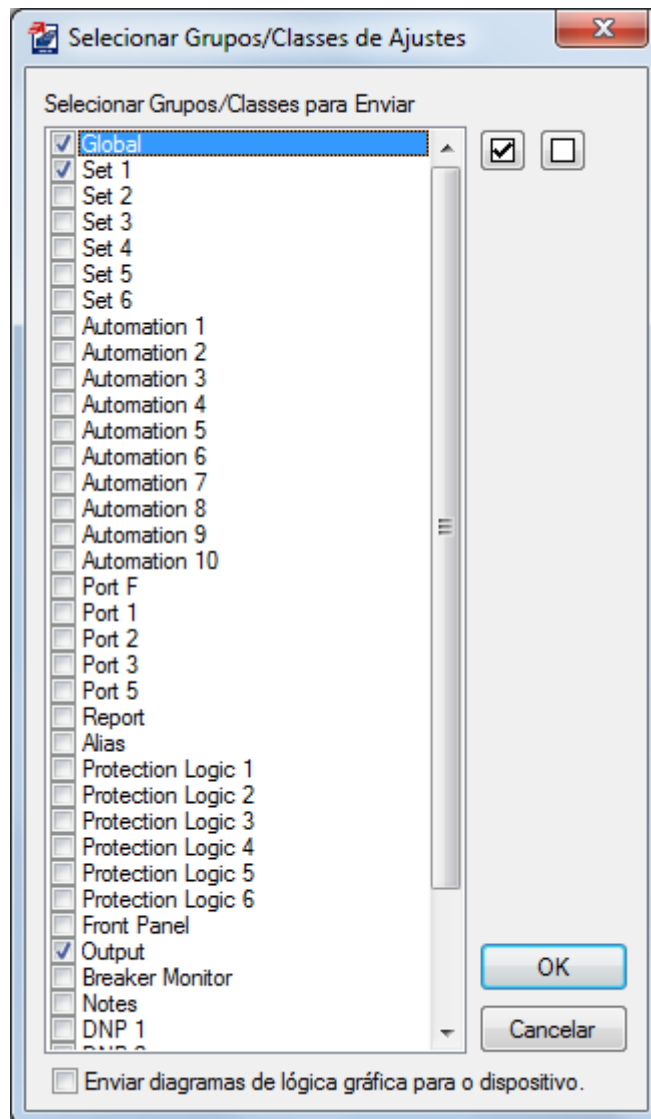 Selecionar Grupos/Classes de Ajustes
Selecionar Grupos/Classes para Enviar
Global
Set 1
Set 2
Set 3
Set 4
Set 5
Set 6
Automation 1
Automation 2
Automation 3
Automation 4
Automation 5
Automation 6
Automation 7
Automation 8
Automation 9
Automation 10
Port F
Port 1
Port 2
Port 3
Port 5
Report
Alias
Protection Logic 1
Protection Logic 2
Protection Logic 3
Protection Logic 4
Protection Logic 5
Protection Logic 6
Front Panel
Output
Breaker Monitor
Notes
DNP 1
OK
Cancelar
Enviar diagramas de lógica gráfica para o dispositivo.